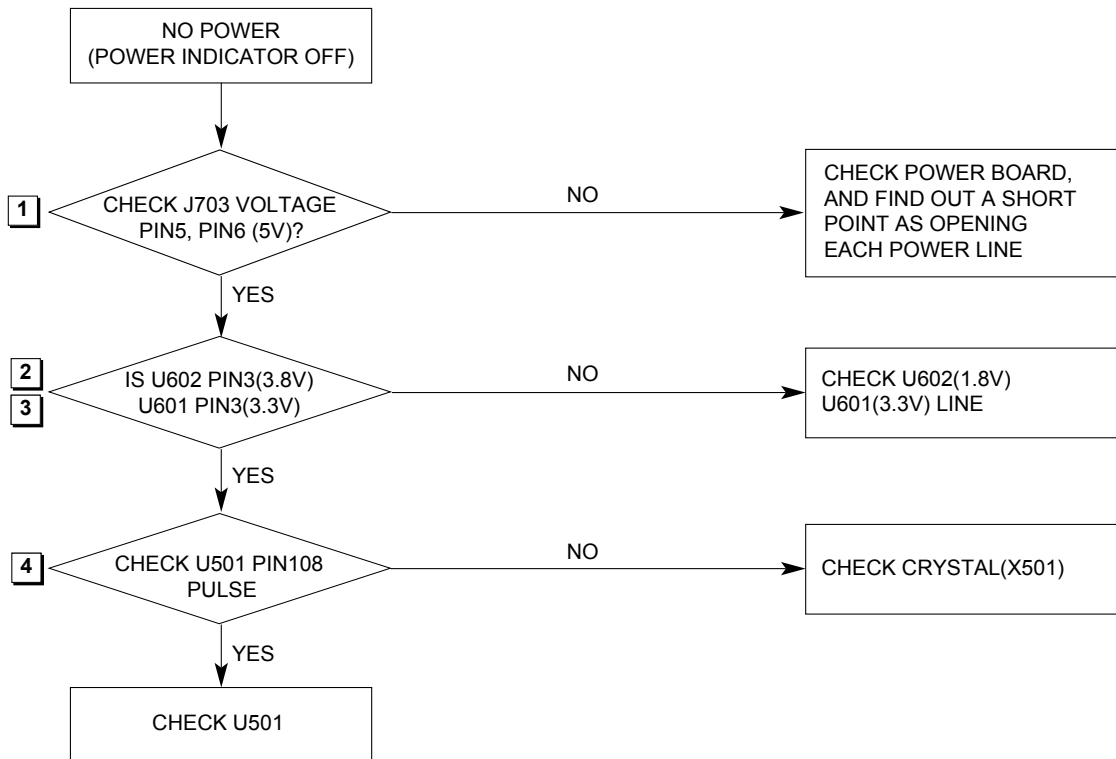 NO POWER
(POWER INDICATOR OFF)
1
CHECK J703 VOLTAGE
PIN5, PIN6 (5V)?
NO
CHECK POWER BOARD,
AND FIND OUT A SHORT
POINT AS OPENING
EACH POWER LINE
YES
2
3
IS U602 PIN3(3.8V)
U601 PIN3(3.3V)
NO
CHECK U602(1.8V)
U601(3.3V) LINE
YES
4
CHECK U501 PIN108
PULSE
NO
CHECK CRYSTAL(X501)
YES
CHECK U501